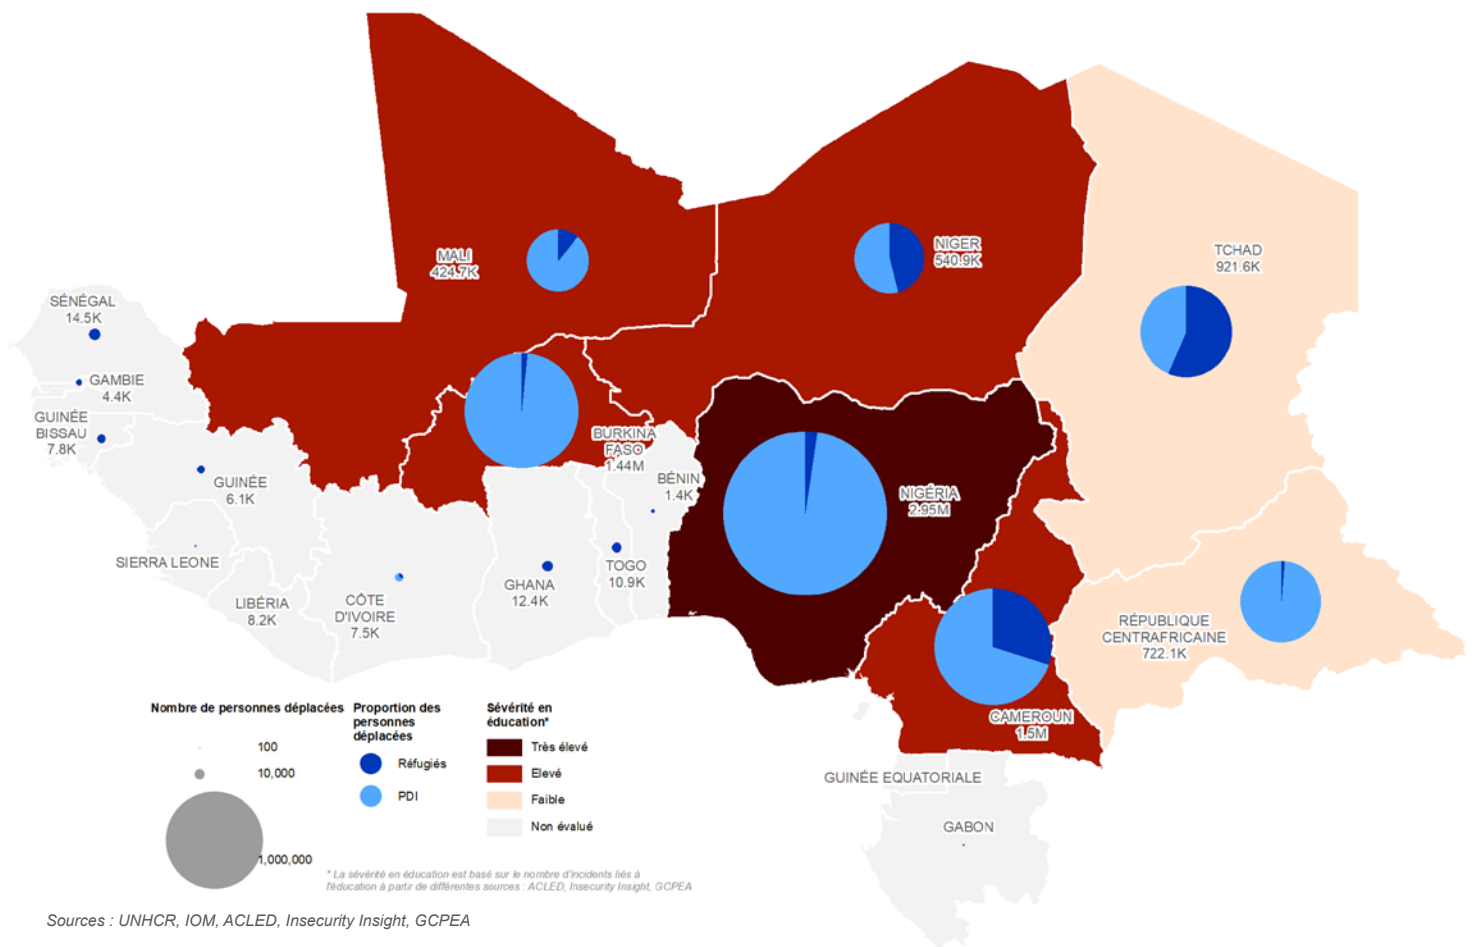 MALI
424.7K
NIGER
540.9K
TCHAD
921.6K
SÉNÉGAL
14.5K
GAMBIE
4.4K
GUINÉE
BISSAU
7.8K
GUINÉE
6.1K
SIERRA LEONE
LIBÉRIA
8.2K
CÔTE
D'IVOIRE
7.5K
GHANA
12.4K
TOGO
10.9K
BÉNIN
1.4K
BURKINA
FASO
1.44M
NIGÉRIA
2.95M
CAMEROUN
1.5M
RÉPUBLIQUE
CENTRAFRICAINE
722.1K
GUINÉE EQUATORIALE
GABON
Nombre de personnes déplacées
100
10,000
1,000,000
Proportion des
personnes
déplacées
Réfugiés
PDI
Sévérité en
éducation*
Très élevé
Elevé
Faible
Non évalué
* La sévérité en éducation est basé sur le nombre d'incidents liés à
l'éducation à partir de différentes sources : ACLED, Insecurity Insight, GCPEA
Sources : UNHCR, IOM, ACLED, Insecurity Insight, GCPEA